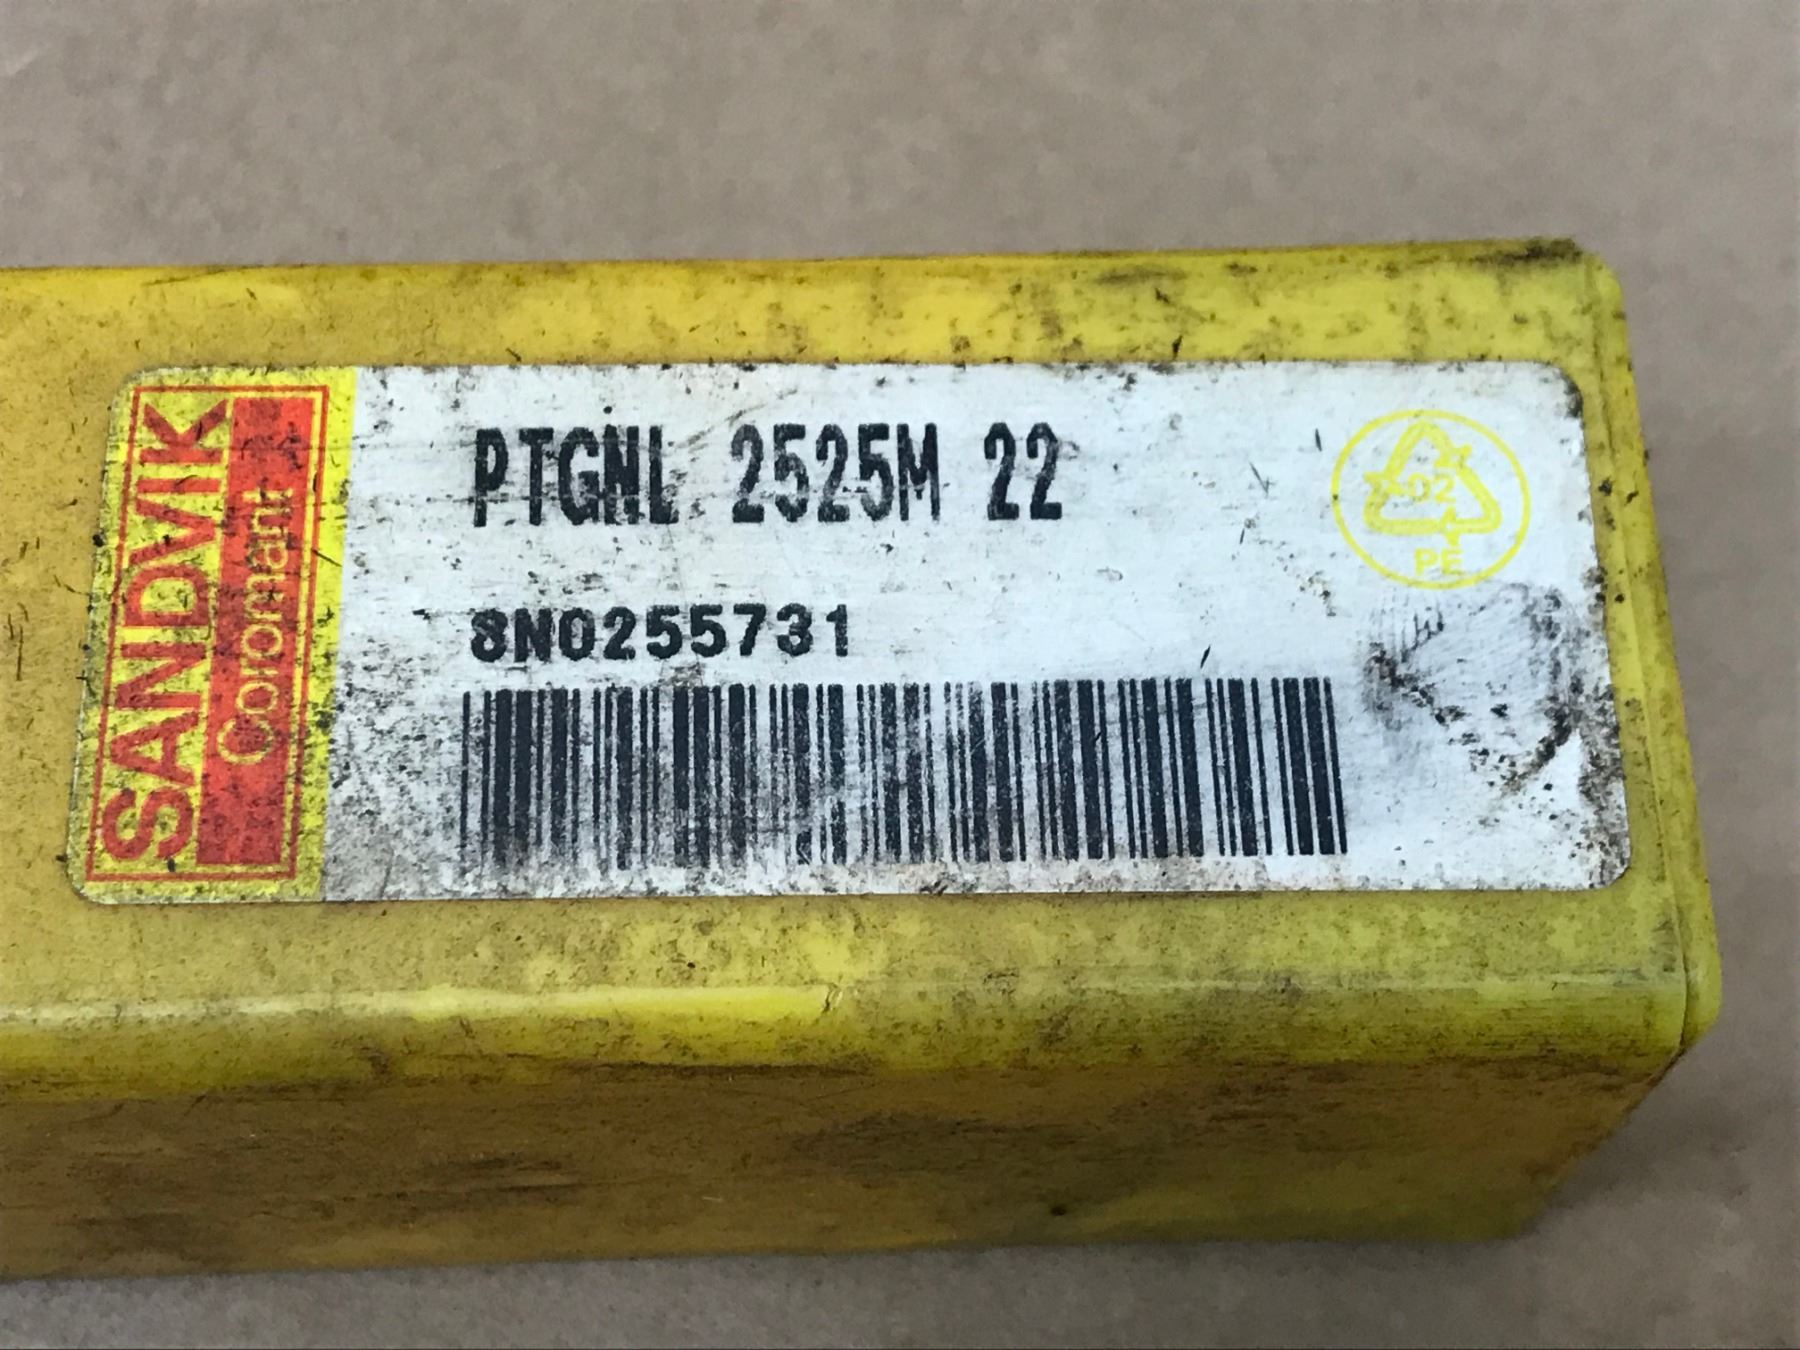 SANDVIK
Coromant
PTGNL 2525M 22
8N0255731
02
PE